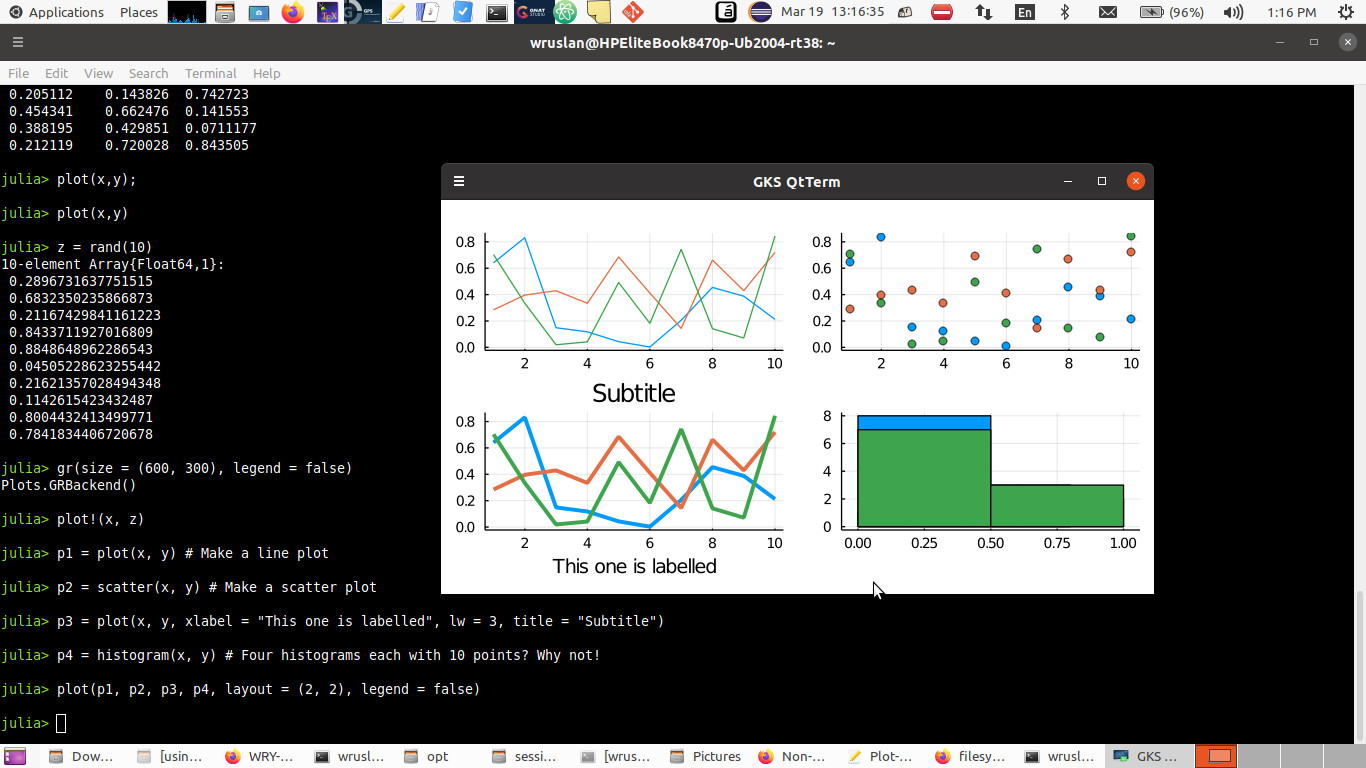 Applications Places Mar 19 13:16:35 En (96%) 1:16 PM
wruslan@HPEliteBook8470p-Ub2004-rt38: ~
File Edit View Search Terminal Help
0.205112 0.143826 0.742723
0.454341 0.662476 0.141553
0.388195 0.429851 0.0711177
0.212119 0.720028 0.843505
julia> plot(x,y);
julia> plot(x,y)
julia> z = rand(10)
10-element Array{Float64,1}:
0.2896731637751515
0.6832350235866873
0.21167429841161223
0.8433711927016809
0.8848648962286543
0.04505228623255442
0.21621357028494348
0.1142615423432487
0.8004432413499771
0.7841834406720678
julia> gr(size = (600, 300), legend = false)
Plots.GRBackend()
julia> plot!(x, z)
julia> p1 = plot(x, y) # Make a line plot
julia> p2 = scatter(x, y) # Make a scatter plot
julia> p3 = plot(x, y, xlabel = "This one is labelled", lw = 3, title = "Subtitle")
julia> p4 = histogram(x, y) # Four histograms each with 10 points? Why not!
julia> plot(p1, p2, p3, p4, layout = (2, 2), legend = false)
julia>
GKS QtTerm
0.8
0.6
0.4
0.2
0.0
2 4 6 8 10
0.8
0.6
0.4
0.2
0.0
2 4 6 8 10
Subtitle
0.8
0.6
0.4
0.2
0.0
2 4 6 8 10
This one is labelled
8
6
4
2
0
0.00 0.25 0.50 0.75 1.00
Dow... [usin... WRY-... wrusl... opt sessi... [wrus... Pictures Non-... Plot-... filesy... wrusl... GKS ...